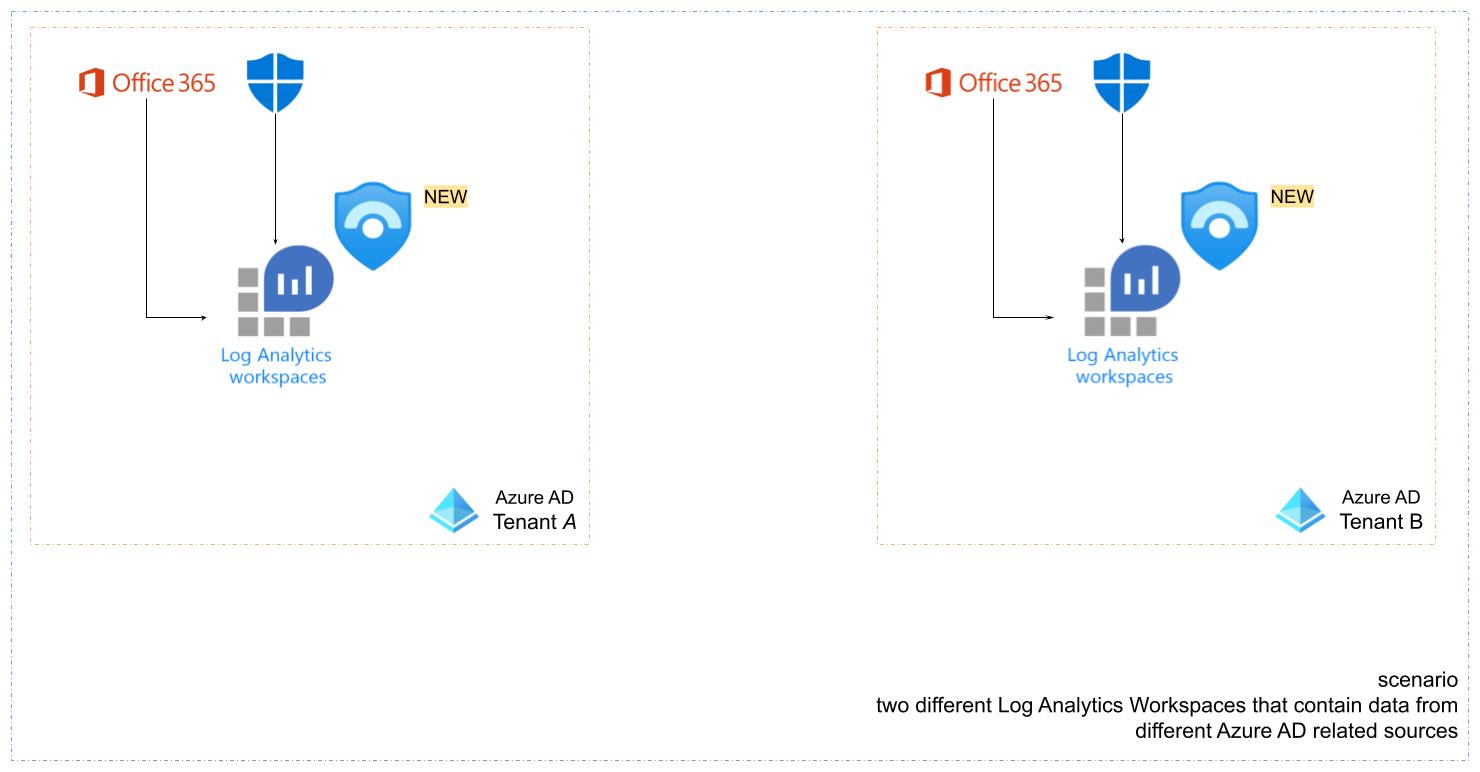 Office 365
NEW
Log Analytics
workspaces
Azure AD
Tenant A
Office 365
NEW
Log Analytics
workspaces
Azure AD
Tenant B
scenario
two different Log Analytics Workspaces that contain data from
different Azure AD related sources